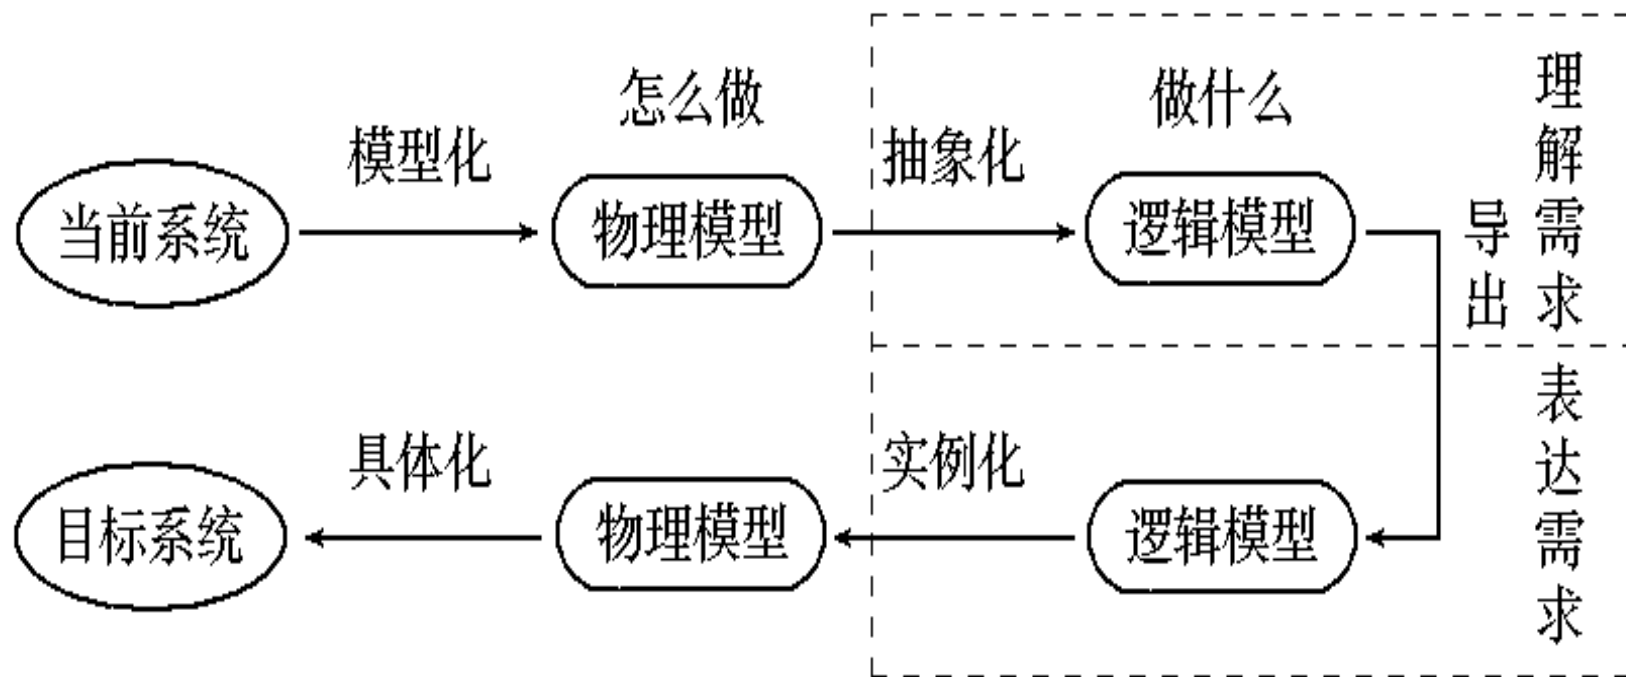 怎么做
做什么
模型化
抽象化
当前系统
物理模型
逻辑模型
导出
理解需求
具体化
实例化
目标系统
物理模型
逻辑模型
表达需求